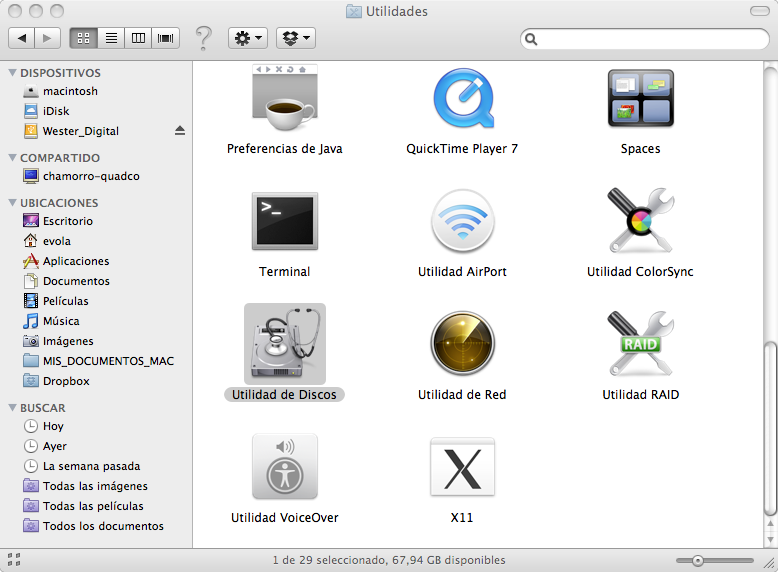 Utilidades
DISPOSITIVOS
macintosh
iDisk
Wester_Digital
COMPARTIDO
chamorro-quadco
UBICACIONES
Escritorio
evola
Aplicaciones
Documentos
Películas
Música
Imágenes
MIS_DOCUMENTOS_MAC
Dropbox
BUSCAR
Hoy
Ayer
La semana pasada
Todas las imágenes
Todas las películas
Todos los documentos
Preferencias de Java
QuickTime Player 7
Spaces
>_
Terminal
Utilidad AirPort
Utilidad ColorSync
Utilidad de Discos
Utilidad de Red
RAID
Utilidad RAID
Utilidad VoiceOver
X
X11
1 de 29 seleccionado, 67,94 GB disponibles